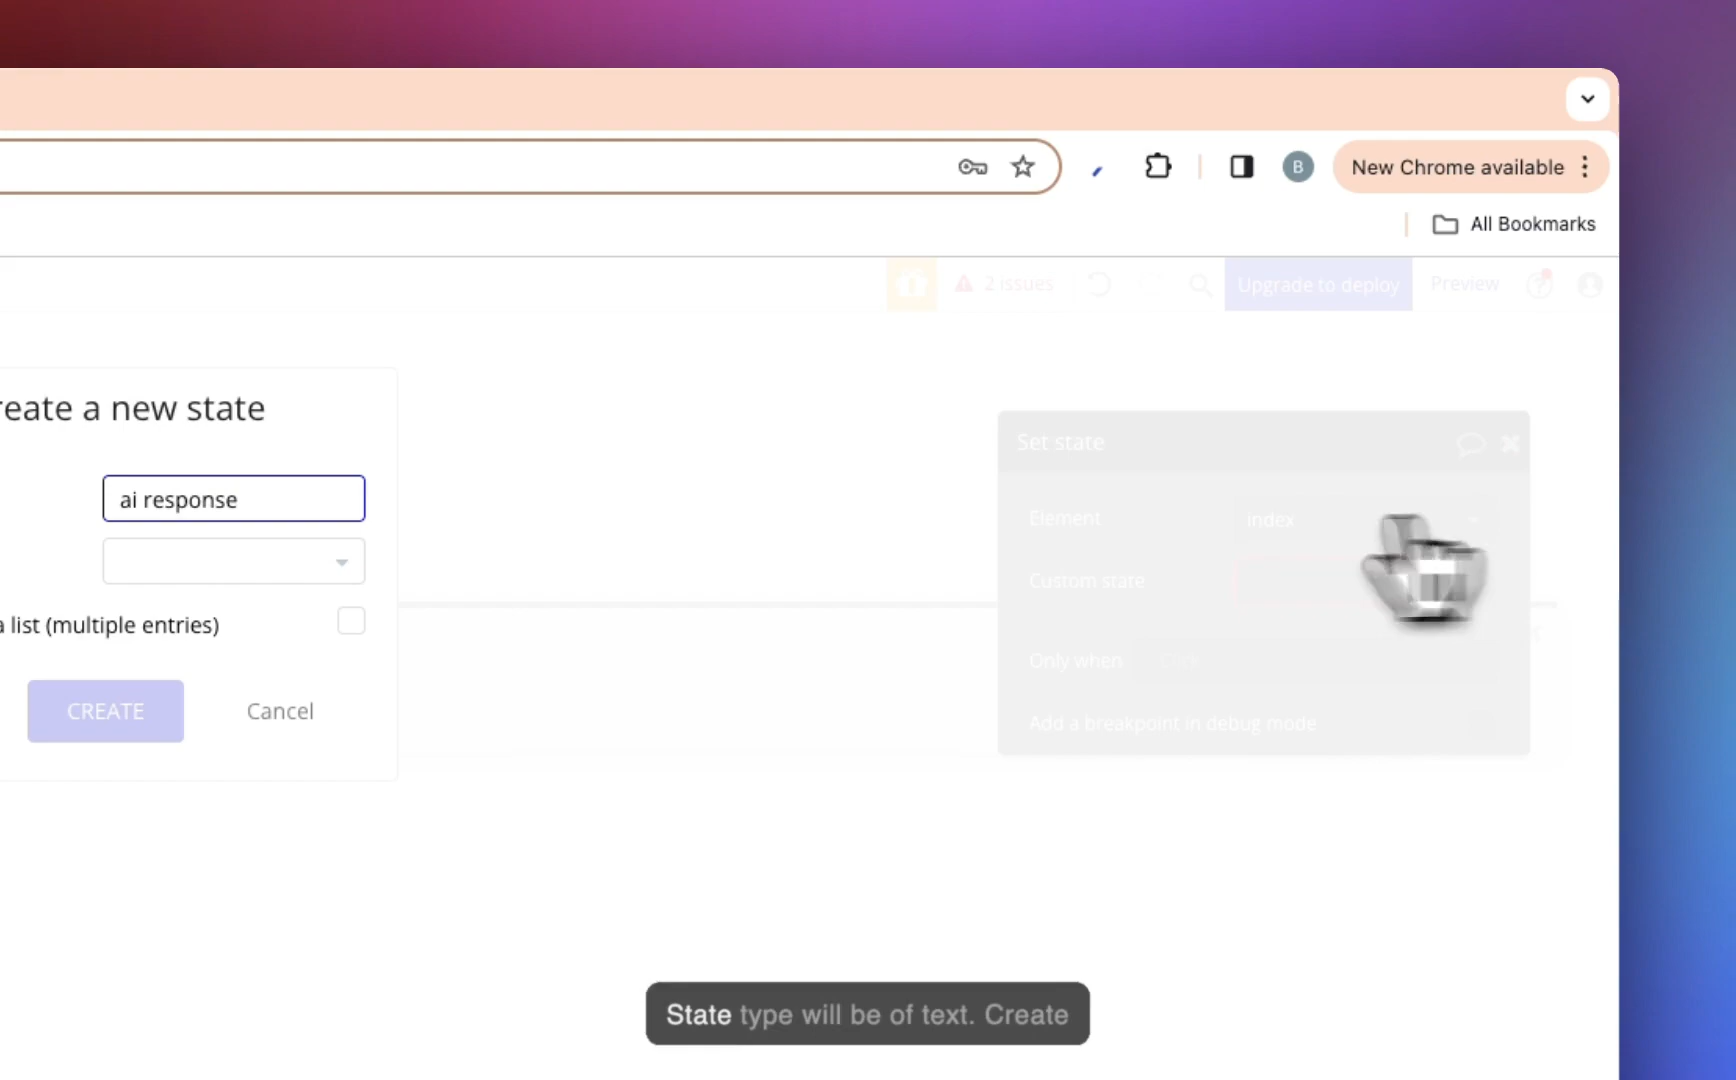 B
New Chrome available
All Bookmarks
2 issues
Upgrade to deploy
Preview
reate a new state
ai response
a list (multiple entries)
CREATE
Cancel
Set state
Element
index
Custom state
Only when
Click
Add a breakpoint in debug mode
State type will be of text. Create